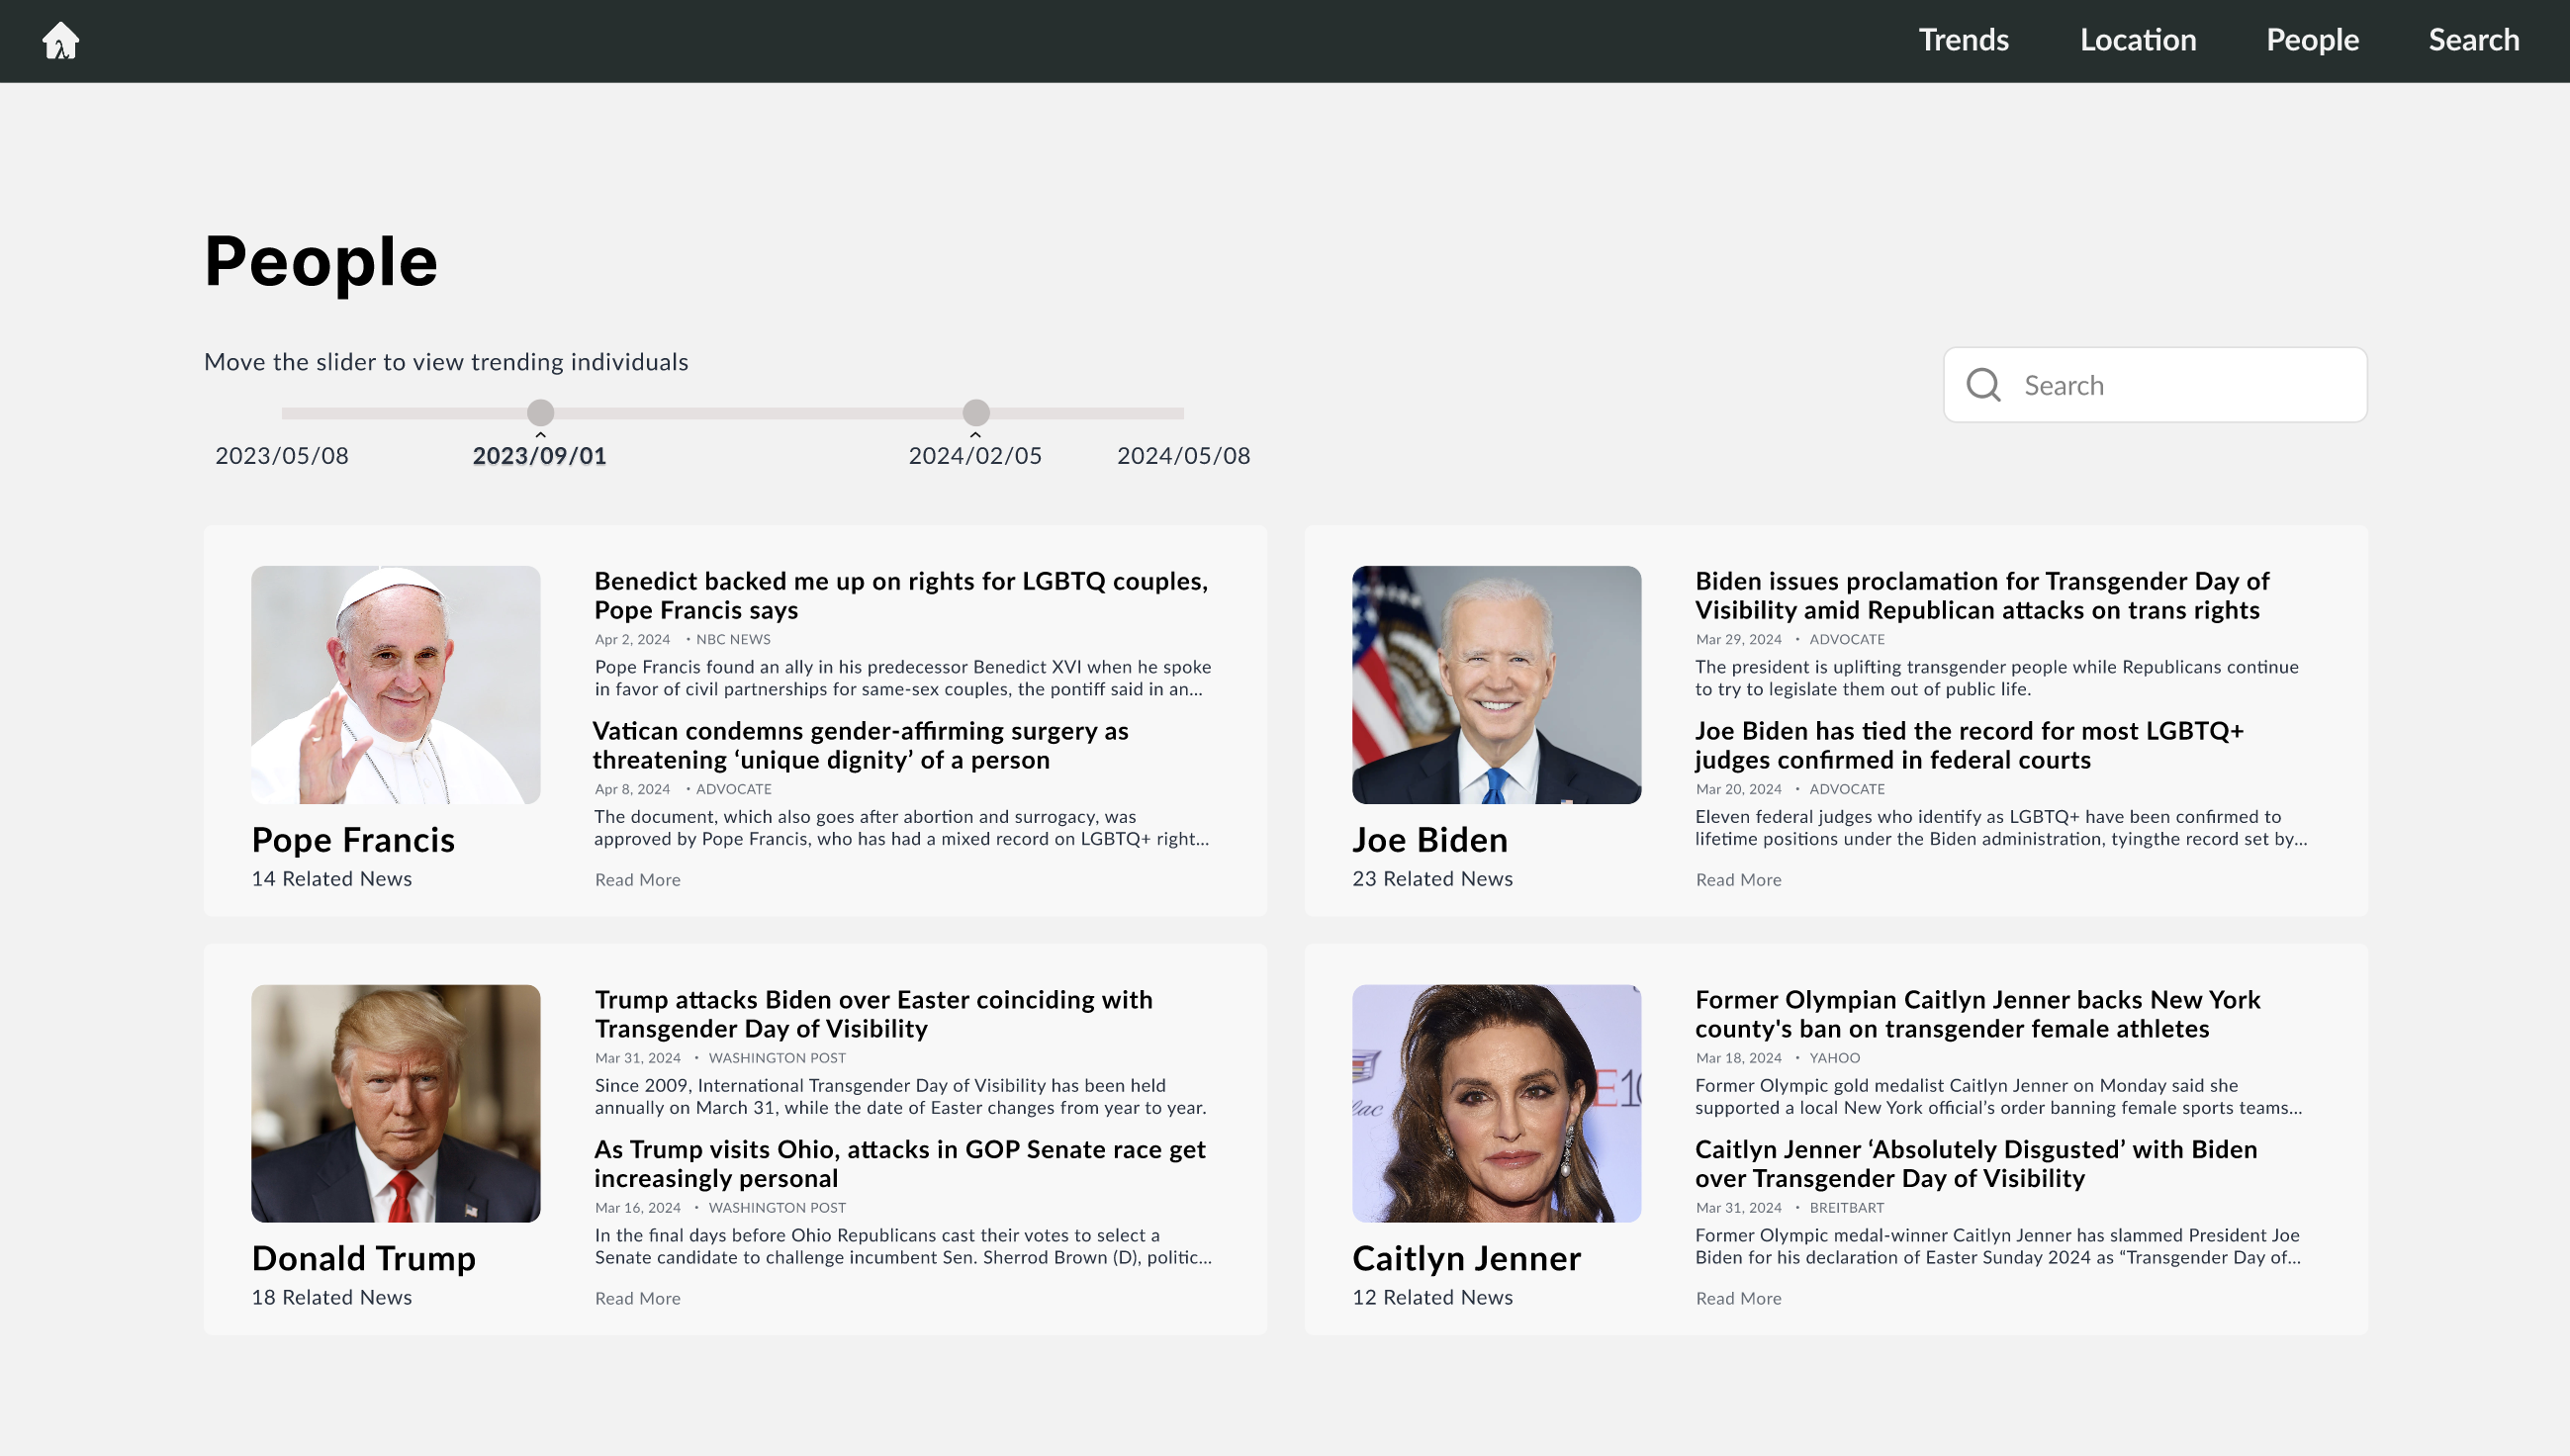 Trends Location People Search
People
Move the slider to view trending individuals
Search
2023/05/08 2023/09/01 2024/02/05 2024/05/08
Benedict backed me up on rights for LGBTQ couples,
Pope Francis says
Apr 2, 2024 • NBC NEWS
Pope Francis found an ally in his predecessor Benedict XVI when he spoke
in favor of civil partnerships for same-sex couples, the pontiff said in an...
Vatican condemns gender-affirming surgery as
threatening ‘unique dignity’ of a person
Apr 8, 2024 • ADVOCATE
The document, which also goes after abortion and surrogacy, was
approved by Pope Francis, who has had a mixed record on LGBTQ+ right...
Pope Francis
14 Related News
Read More
Biden issues proclamation for Transgender Day of
Visibility amid Republican attacks on trans rights
Mar 29, 2024 • ADVOCATE
The president is uplifting transgender people while Republicans continue
to try to legislate them out of public life.
Joe Biden has tied the record for most LGBTQ+
judges confirmed in federal courts
Mar 20, 2024 • ADVOCATE
Eleven federal judges who identify as LGBTQ+ have been confirmed to
lifetime positions under the Biden administration, tyingthe record set by...
Joe Biden
23 Related News
Read More
Trump attacks Biden over Easter coinciding with
Transgender Day of Visibility
Mar 31, 2024 • WASHINGTON POST
Since 2009, International Transgender Day of Visibility has been held
annually on March 31, while the date of Easter changes from year to year.
As Trump visits Ohio, attacks in GOP Senate race get
increasingly personal
Mar 16, 2024 • WASHINGTON POST
In the final days before Ohio Republicans cast their votes to select a
Senate candidate to challenge incumbent Sen. Sherrod Brown (D), politic...
Donald Trump
18 Related News
Read More
Former Olympian Caitlyn Jenner backs New York
county's ban on transgender female athletes
Mar 18, 2024 • YAHOO
Former Olympic gold medalist Caitlyn Jenner on Monday said she
supported a local New York official’s order banning female sports teams...
Caitlyn Jenner ‘Absolutely Disgusted’ with Biden
over Transgender Day of Visibility
Mar 31, 2024 • BREITBART
Former Olympic medal-winner Caitlyn Jenner has slammed President Joe
Biden for his declaration of Easter Sunday 2024 as “Transgender Day of...
Caitlyn Jenner
12 Related News
Read More